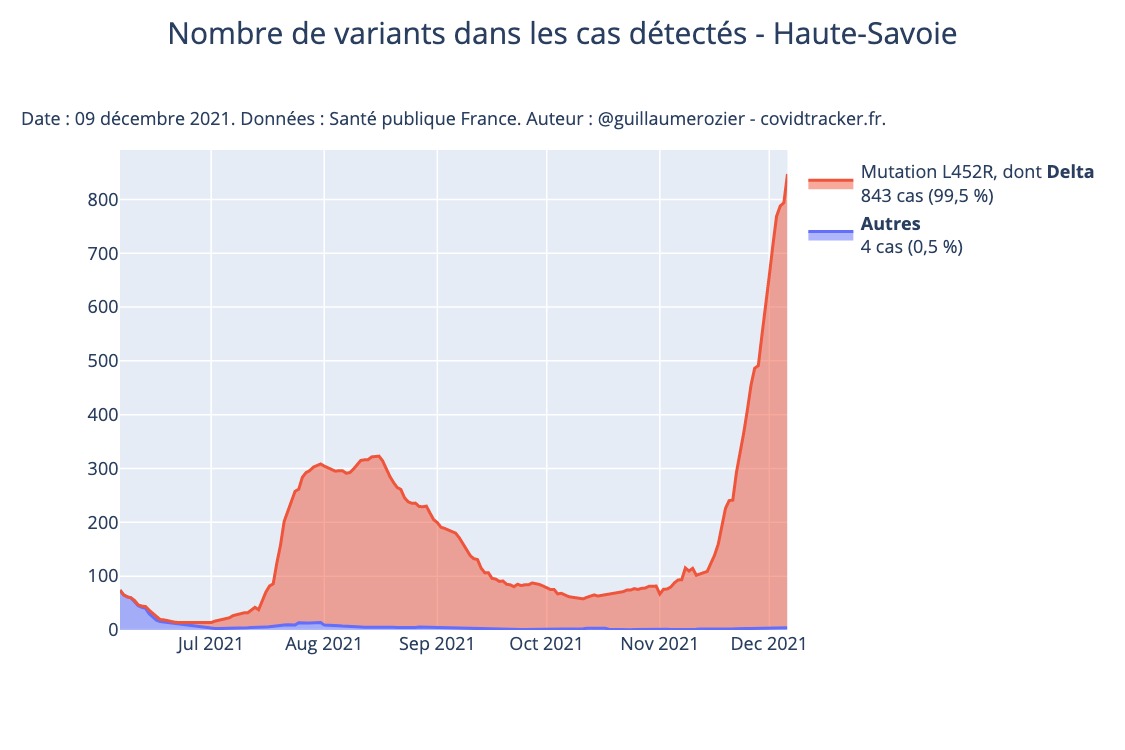 Nombre de variants dans les cas détectés - Haute-Savoie
Date : 09 décembre 2021. Données : Santé publique France. Auteur : @guillaumerozier - covidtracker.fr.
Mutation L452R, dont Delta
843 cas (99,5 %)
Autres
4 cas (0,5 %)
800
700
600
500
400
300
200
100
0
Jul 2021 Aug 2021 Sep 2021 Oct 2021 Nov 2021 Dec 2021